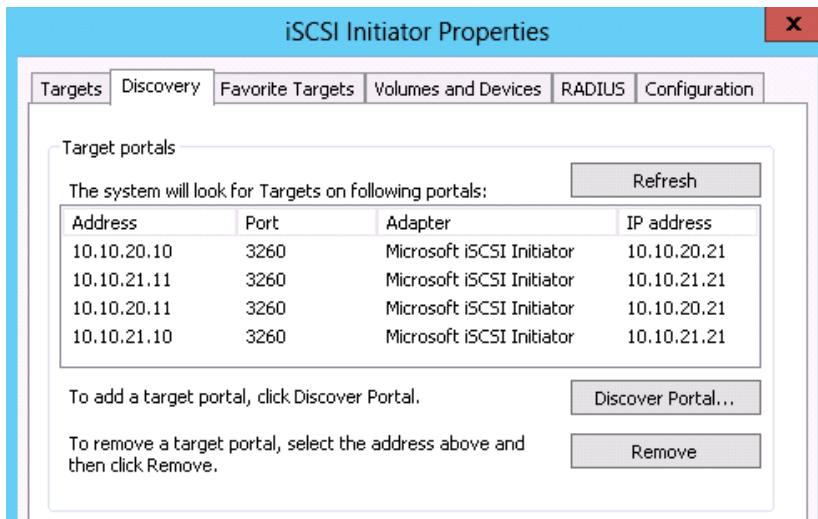 iSCSI Initiator Properties
x
Targets Discovery Favorite Targets Volumes and Devices RADIUS Configuration
Target portals
The system will look for Targets on following portals:
Refresh
Address Port Adapter IP address
10.10.20.10 3260 Microsoft iSCSI Initiator 10.10.20.21
10.10.21.11 3260 Microsoft iSCSI Initiator 10.10.21.21
10.10.20.11 3260 Microsoft iSCSI Initiator 10.10.20.21
10.10.21.10 3260 Microsoft iSCSI Initiator 10.10.21.21
To add a target portal, click Discover Portal.
Discover Portal...
To remove a target portal, select the address above and
then click Remove.
Remove